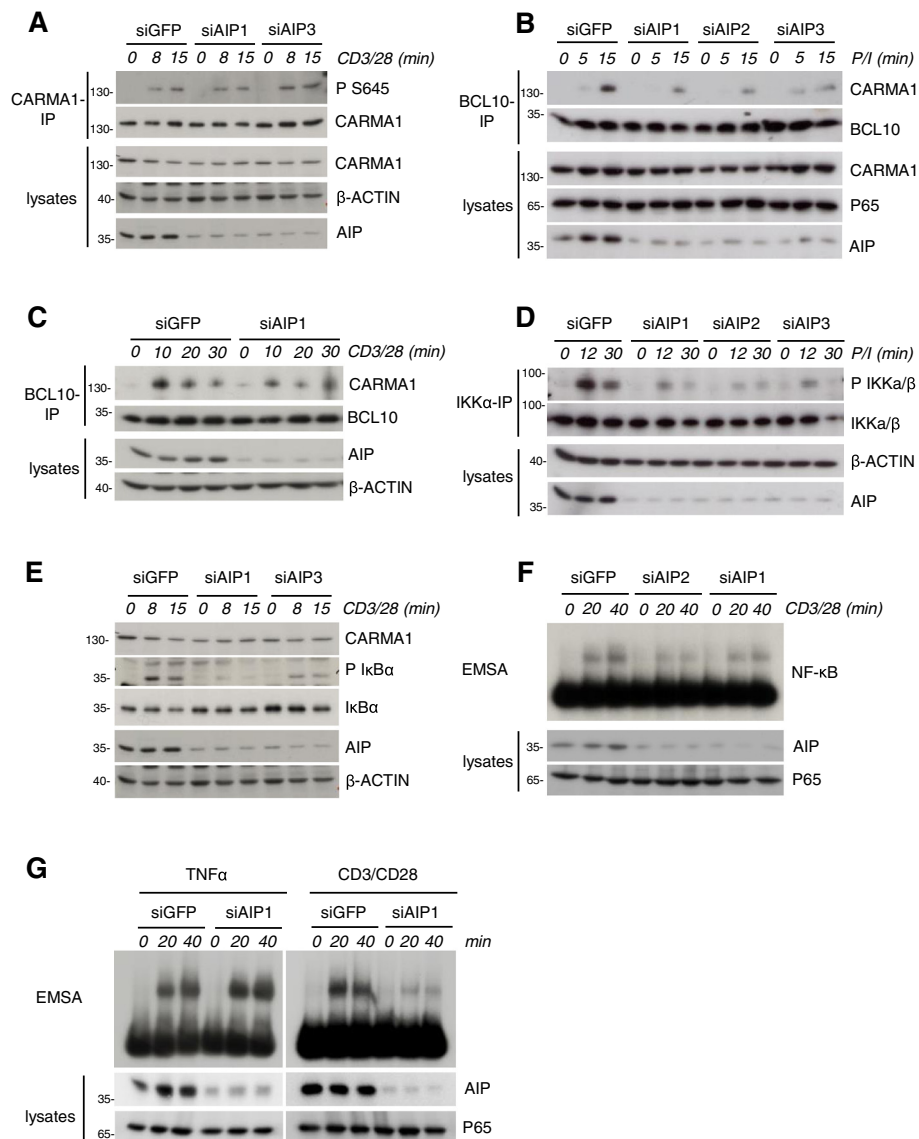 A
siGFP siAIP1 siAIP3
0 8 15 0 8 15 0 8 15 CD3/28 (min)
CARMA1-
IP
130- P S645
130- CARMA1
lysates
130- CARMA1
40- β-ACTIN
35- AIP
B
siGFP siAIP1 siAIP2 siAIP3
0 5 15 0 5 15 0 5 15 0 5 15 P/I (min)
BCL10-
IP
130- CARMA1
35- BCL10
lysates
130- CARMA1
65- P65
35- AIP
C
siGFP siAIP1
0 10 20 30 0 10 20 30 CD3/28 (min)
BCL10-
IP
130- CARMA1
35- BCL10
lysates
35- AIP
40- β-ACTIN
D
siGFP siAIP1 siAIP2 siAIP3
0 12 30 0 12 30 0 12 30 0 12 30 P/I (min)
IKKα-IP
100- P IKKa/β
100- IKKa/β
lysates
40- β-ACTIN
35- AIP
E
siGFP siAIP1 siAIP3
0 8 15 0 8 15 0 8 15 CD3/28 (min)
130- CARMA1
35- P IκBα
35- IκBα
35- AIP
40- β-ACTIN
F
siGFP siAIP2 siAIP1
0 20 40 0 20 40 0 20 40 CD3/28 (min)
EMSA NF-κB
lysates
35- AIP
65- P65
G
TNFα CD3/CD28
siGFP siAIP1 siGFP siAIP1
0 20 40 0 20 40 0 20 40 0 20 40 min
EMSA
lysates
35- AIP
65- P65